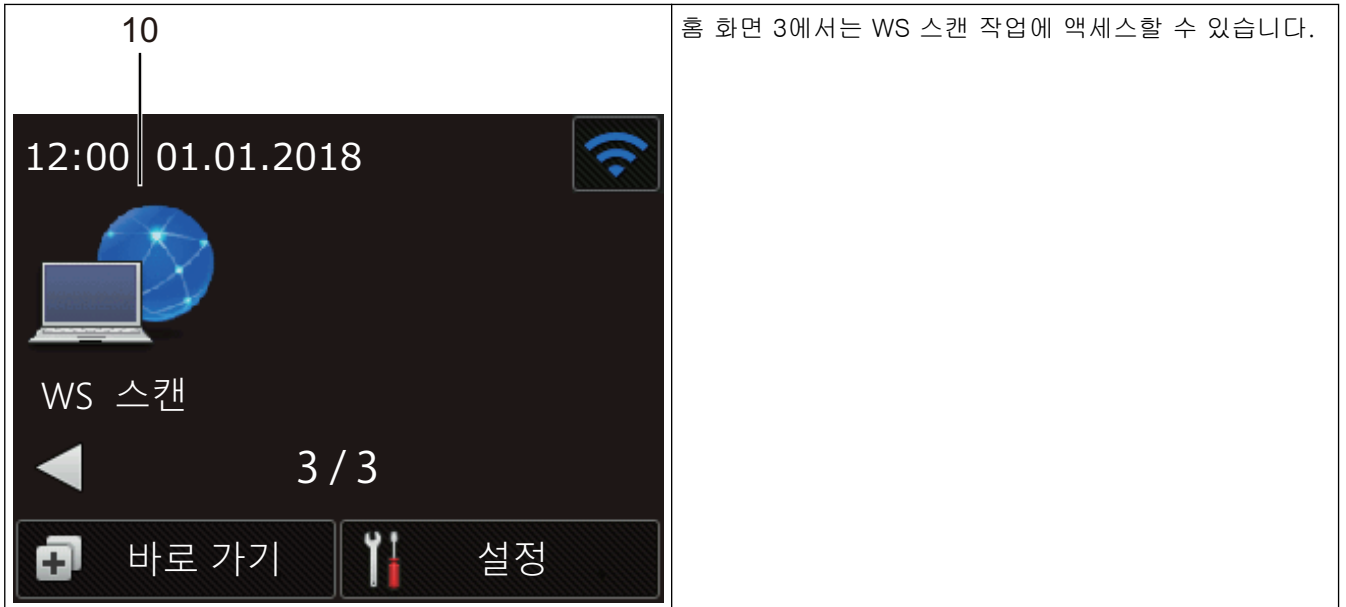 10
홈 화면 3에서는 WS 스캔 작업에 액세스할 수 있습니다.
12:00 01.01.2018
WS 스캔
3 / 3
바로 가기
설정